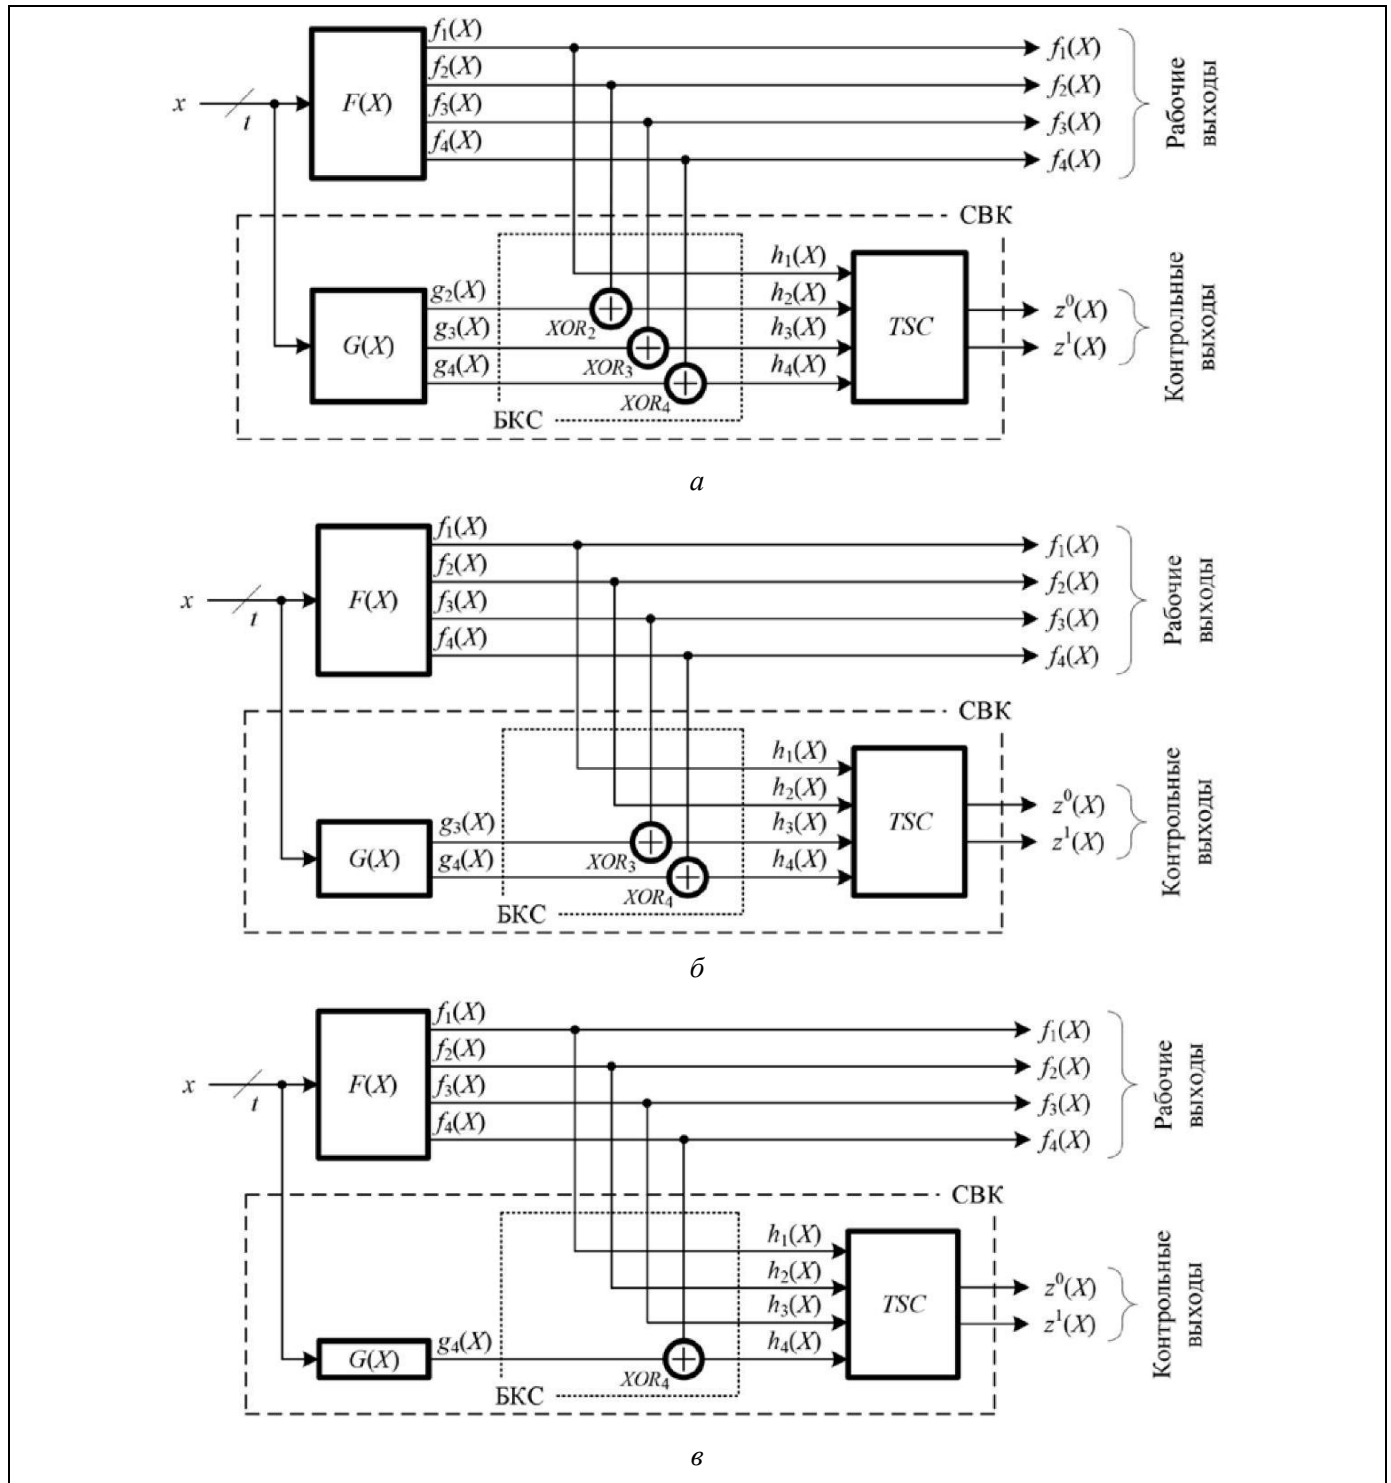 f₁(X)
f₂(X)
f₃(X)
f₄(X)
x
t
F(X)
f₁(X)
f₂(X)
f₃(X)
f₄(X)
Рабочие
выходы
СВК
G(X)
g₂(X)
g₃(X)
g₄(X)
XOR₂
XOR₃
XOR₄
БКС
h₁(X)
h₂(X)
h₃(X)
h₄(X)
TSC
z⁰(X)
z¹(X)
Контрольные
выходы
а
f₁(X)
f₂(X)
f₃(X)
f₄(X)
x
t
F(X)
f₁(X)
f₂(X)
f₃(X)
f₄(X)
Рабочие
выходы
СВК
G(X)
g₃(X)
g₄(X)
XOR₃
XOR₄
БКС
h₁(X)
h₂(X)
h₃(X)
h₄(X)
TSC
z⁰(X)
z¹(X)
Контрольные
выходы
б
f₁(X)
f₂(X)
f₃(X)
f₄(X)
x
t
F(X)
f₁(X)
f₂(X)
f₃(X)
f₄(X)
Рабочие
выходы
СВК
G(X)
g₄(X)
XOR₄
БКС
h₁(X)
h₂(X)
h₃(X)
h₄(X)
TSC
z⁰(X)
z¹(X)
Контрольные
выходы
в